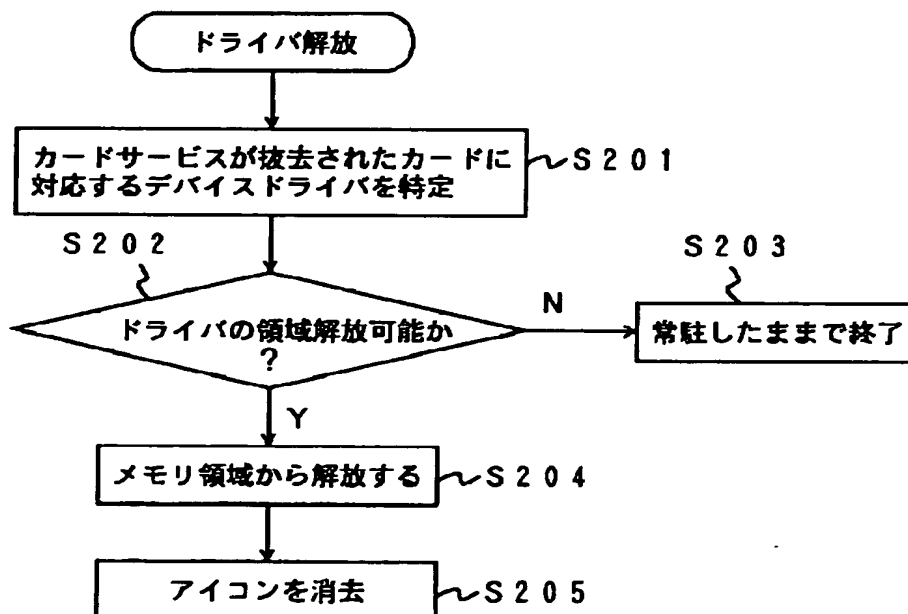 ドライバ解放
カードサービスが抜去されたカードに
対応するデバイスドライバを特定
S201
S202
ドライバの領域解放可能か
?
N
S203
常駐したままで終了
Y
メモリ領域から解放する
S204
アイコンを消去
S205